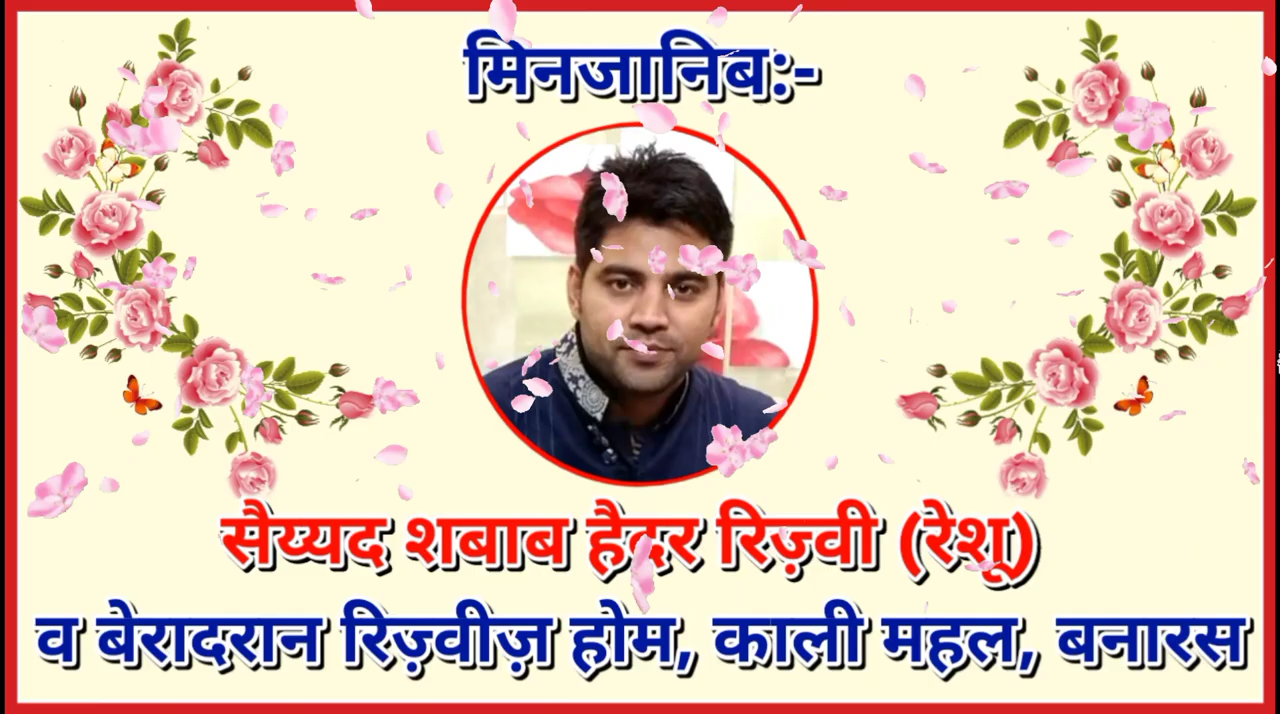 मिनजानिब:-
सैय्यद शबाब हैदर रिज़्वी (रेशू)
व बेरादरान रिज़्वीज़ होम, काली महल, बनारस